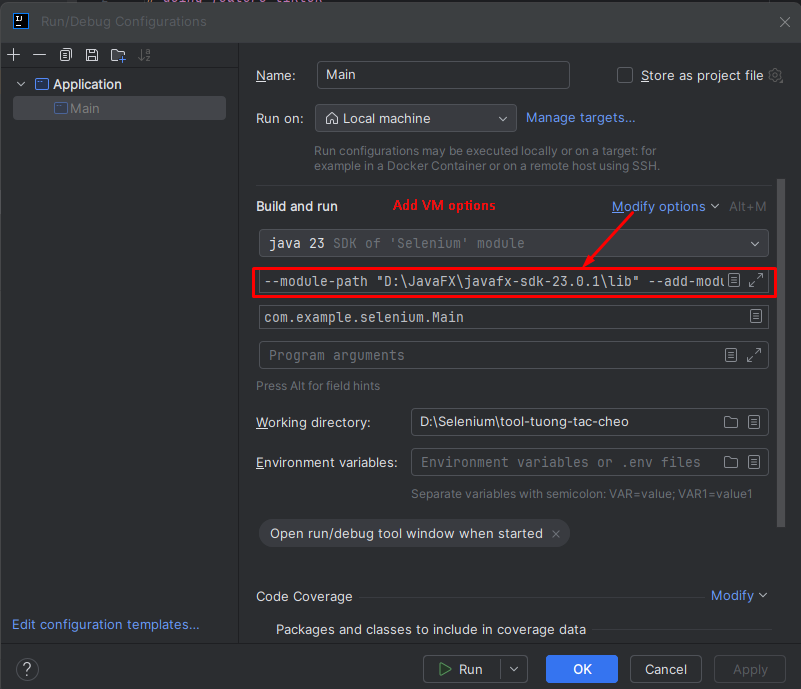 Run/Debug Configurations
Application
Main
Edit configuration templates...
Name: Main Store as project file
Run on: Local machine Manage targets...
Run configurations may be executed locally or on a target: for
example in a Docker Container or on a remote host using SSH.
Build and run Add VM options Modify options Alt+M
java 23 SDK of 'Selenium' module
--module-path "D:\JavaFX\javafx-sdk-23.0.1\lib" --add-modu
com.example.selenium.Main
Program arguments
Press Alt for field hints
Working directory: D:\Selenium\tool-tuong-tac-cheo
Environment variables: Environment variables or .env files
Separate variables with semicolon: VAR=value; VAR1=value1
Open run/debug tool window when started
Code Coverage Modify
Packages and classes to include in coverage data
? Run OK Cancel Apply